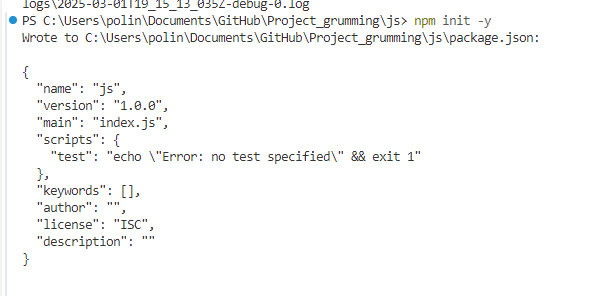 logs\2025-03-01T19_15_13_035Z-debug-0.log
PS C:\Users\polin\Documents\GitHub\Project_grumming\js> npm init -y
Wrote to C:\Users\polin\Documents\GitHub\Project_grumming\js\package.json:
{
  "name": "js",
  "version": "1.0.0",
  "main": "index.js",
  "scripts": {
    "test": "echo \"Error: no test specified\" && exit 1"
  },
  "keywords": [],
  "author": "",
  "license": "ISC",
  "description": ""
}